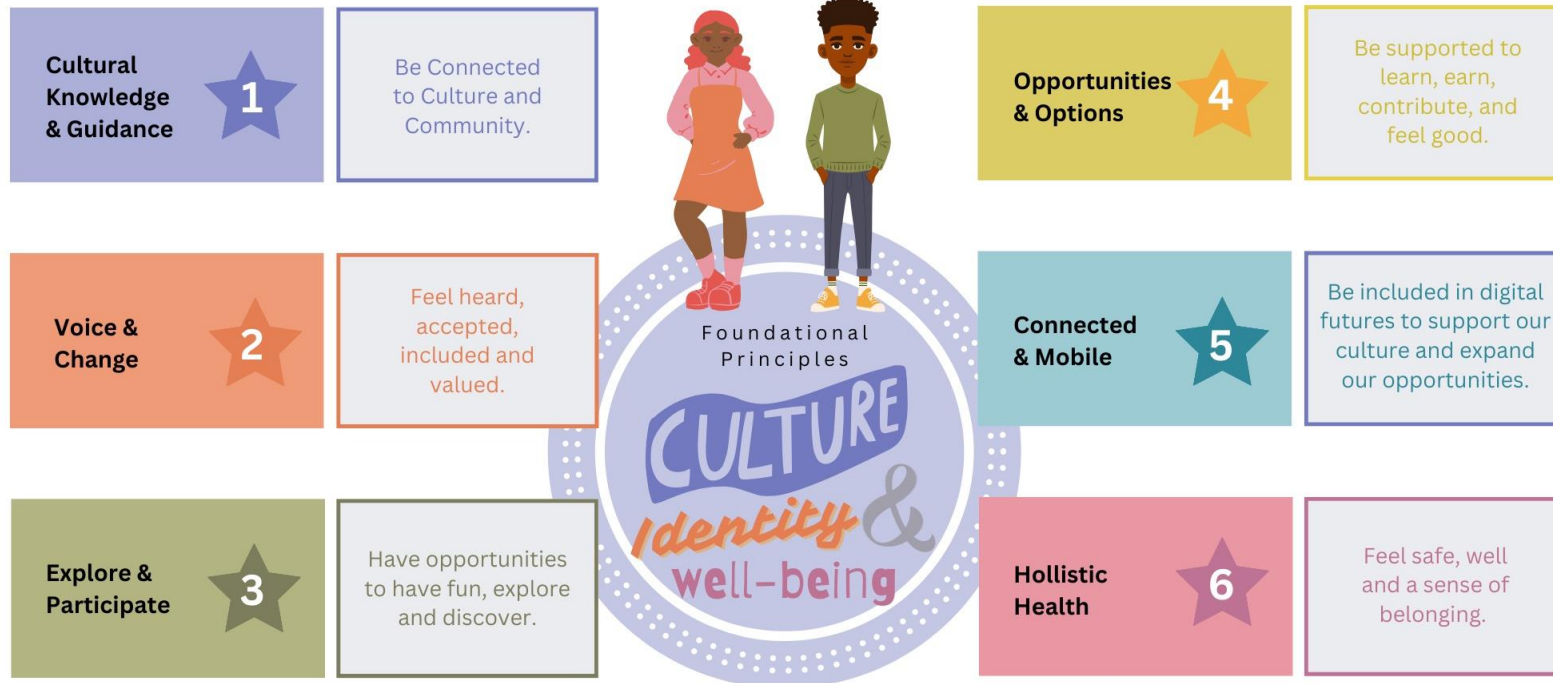 Cultural
Knowledge
& Guidance
1
Be Connected
to Culture and
Community.
Voice &
Change
2
Feel heard,
accepted,
included and
valued.
Explore &
Participate
3
Have opportunities
to have fun, explore
and discover.
Foundational
Principles
CULTURE
Identity &
well-being
Opportunities
& Options
4
Be supported to
learn, earn,
contribute, and
feel good.
Connected
& Mobile
5
Be included in digital
futures to support our
culture and expand
our opportunities.
Hollistic
Health
6
Feel safe, well
and a sense of
belonging.